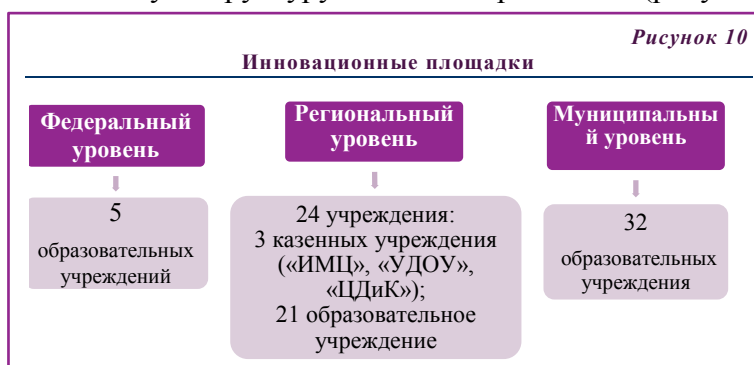 Рисунок 10
Инновационные площадки
Федеральный
уровень
5
образовательных
учреждений
Региональный
уровень
24 учреждения:
3 казенных учреждения
(«ИМЦ», «УДОУ»,
«ЦДиК»);
21 образовательное
учреждение
Муниципальны
й уровень
32
образовательных
учреждения